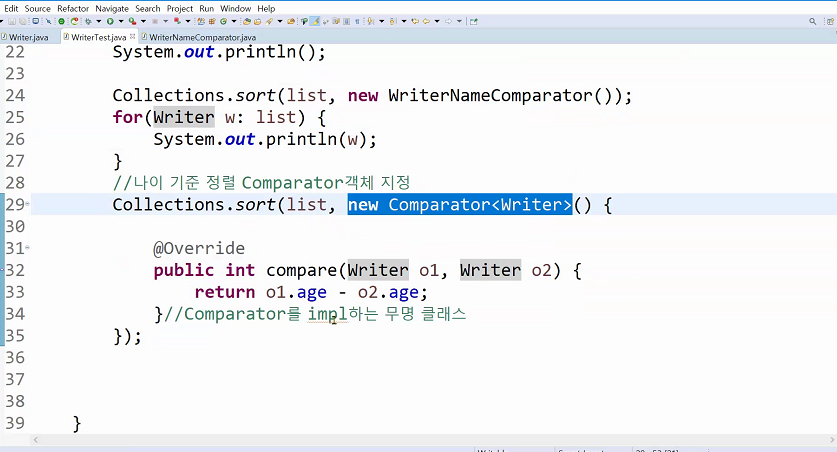 Edit Source Refactor Navigate Search Project Run Window Help
Writer.java WriterTest.java WriterNameComparator.java
22 System.out.println();
23
24 Collections.sort(list, new WriterNameComparator());
25 for(Writer w: list) {
26 System.out.println(w);
27 }
28 //나이 기준 정렬 Comparator객체 지정
29 Collections.sort(list, new Comparator<Writer>() {
30
31 @Override
32 public int compare(Writer o1, Writer o2) {
33 return o1.age - o2.age;
34 }//Comparator를 impl하는 무명 클래스
35 });
36
37
38
39 }